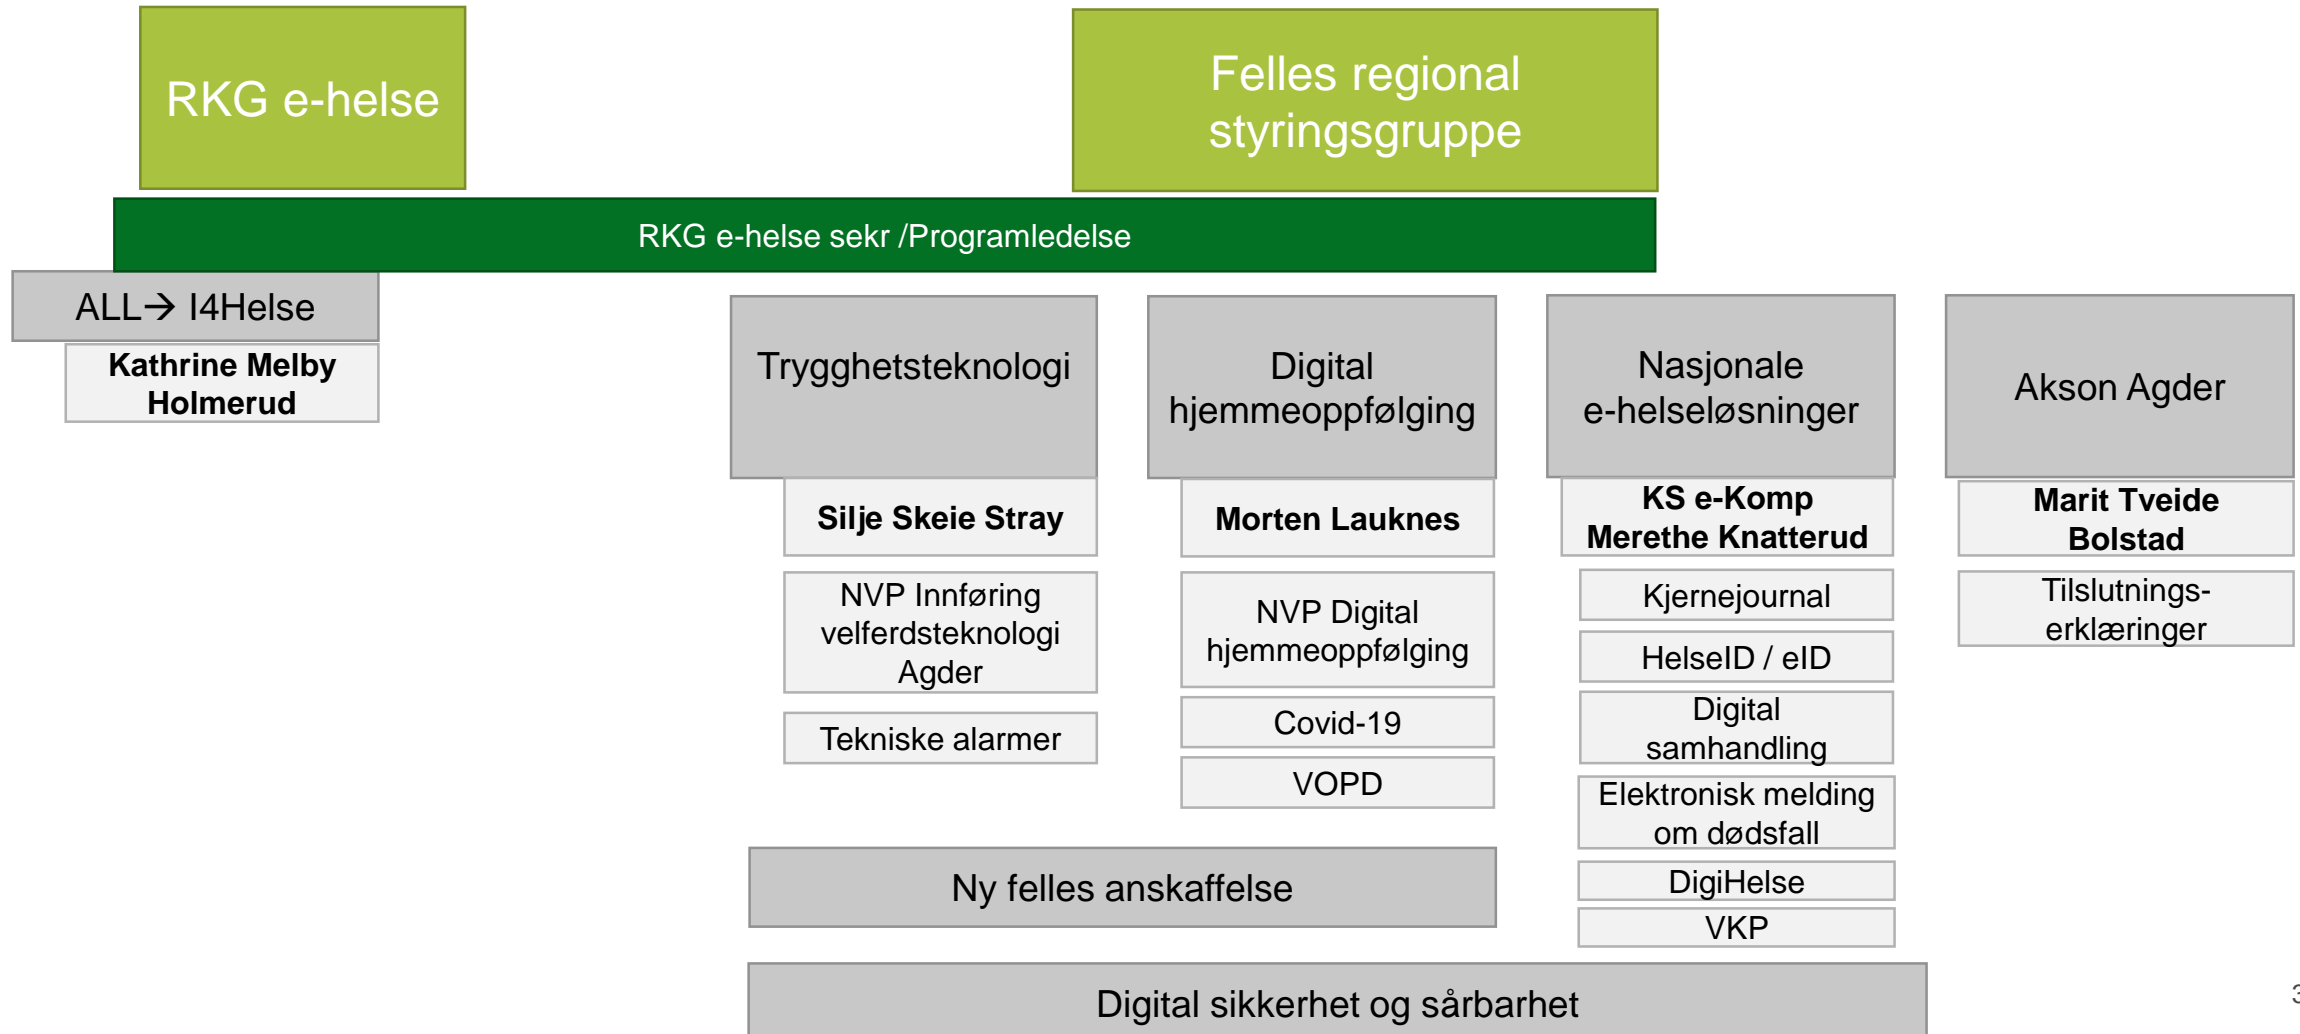 RKG e-helse
Felles regional
styringsgruppe
RKG e-helse sekr /Programledelse
ALL→ I4Helse
Kathrine Melby
Holmerud
Trygghetsteknologi
Silje Skeie Stray
NVP Innføring
velferdsteknologi
Agder
Tekniske alarmer
Digital
hjemmeoppfølging
Morten Lauknes
NVP Digital
hjemmeoppfølging
Covid-19
VOPD
Nasjonale
e-helseløsninger
KS e-Komp
Merethe Knatterud
Kjernejournal
HelseID / eID
Digital
samhandling
Elektronisk melding
om dødsfall
DigiHelse
VKP
Akson Agder
Marit Tveide
Bolstad
Tilslutnings-
erklæringer
Ny felles anskaffelse
Digital sikkerhet og sårbarhet